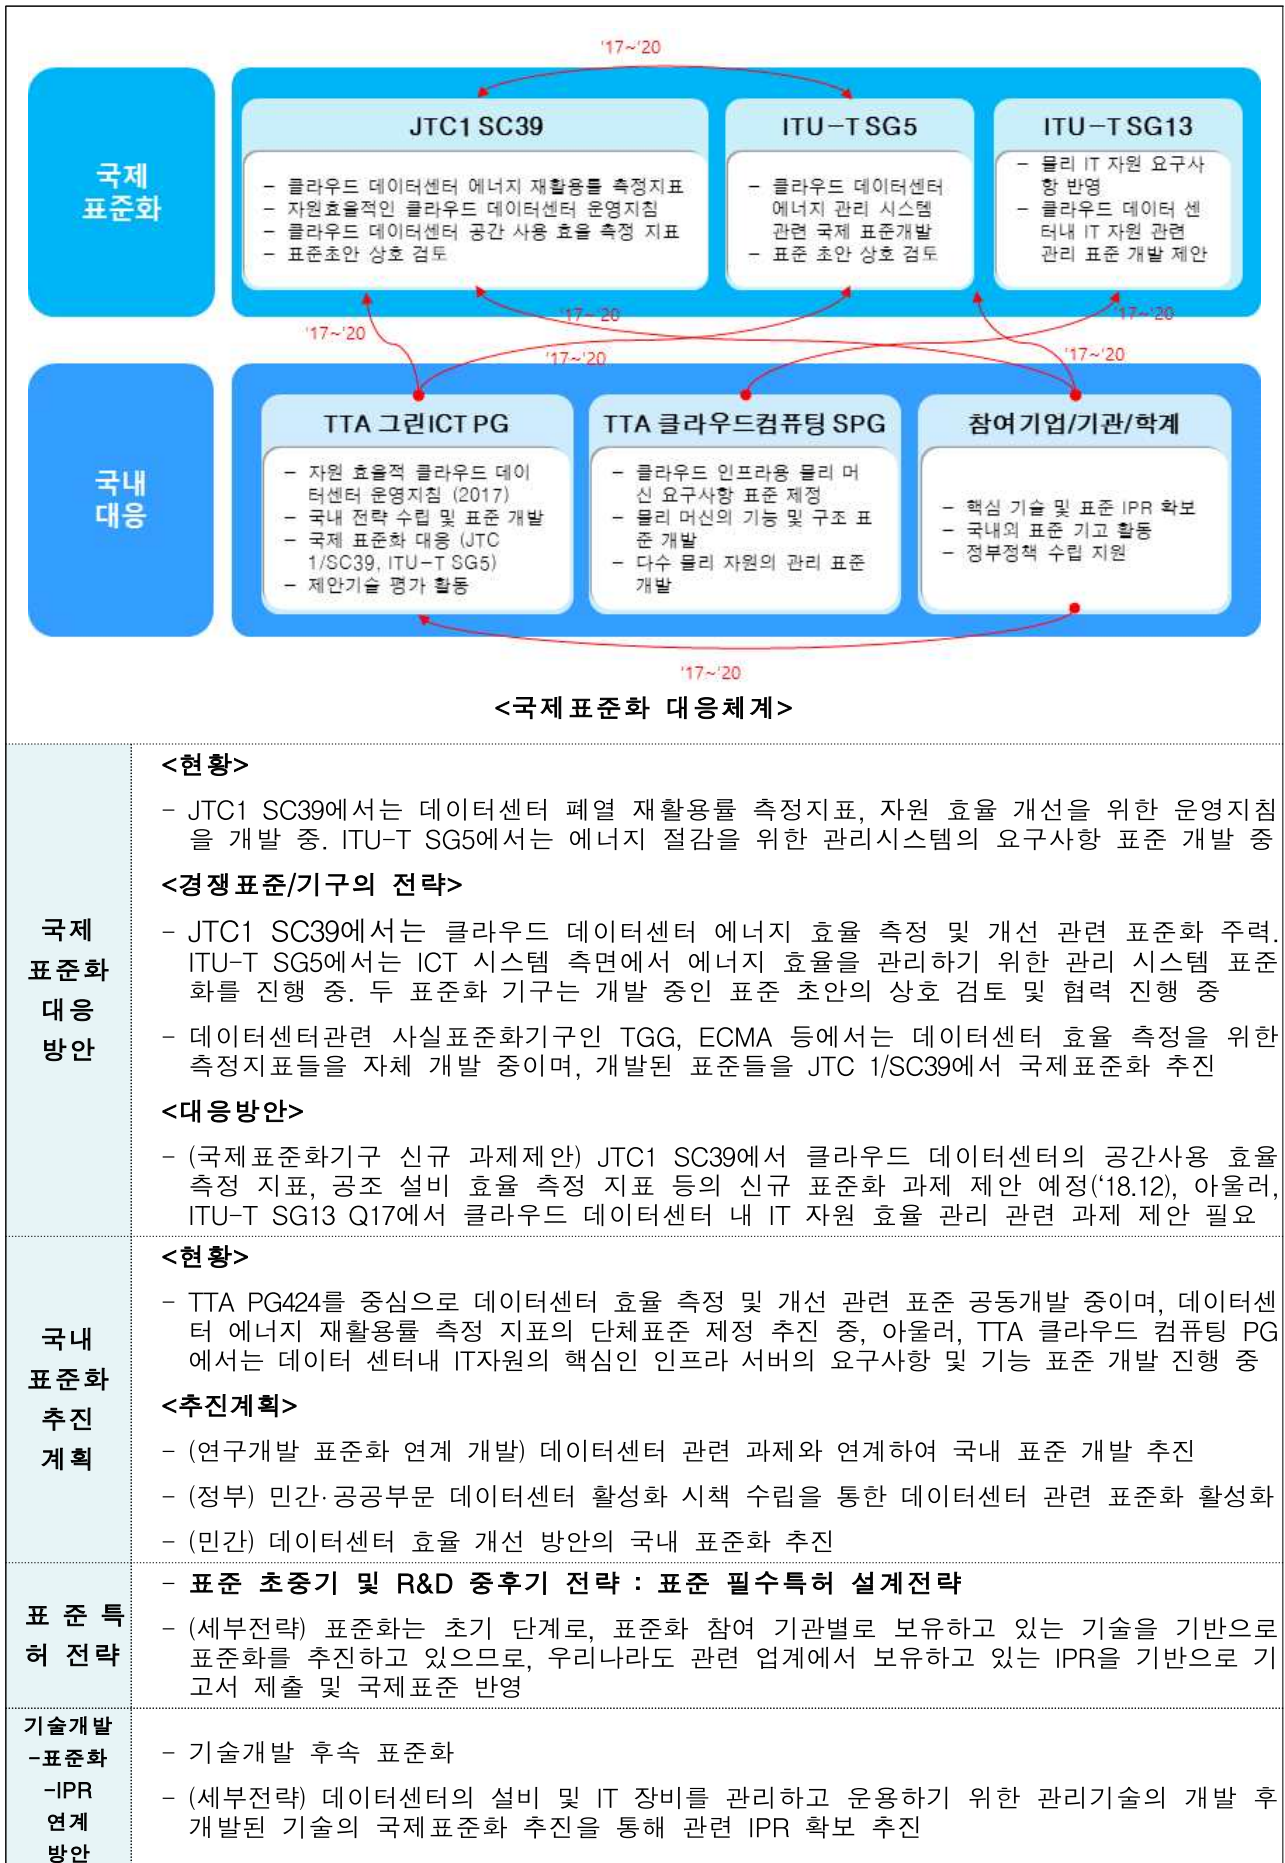 '17~'20
국제
표준화
JTC1 SC39
– 클라우드 데이터센터 에너지 재활용률 측정지표
– 자원효율적인 클라우드 데이터센터 운영지침
– 클라우드 데이터센터 공간 사용 효율 측정 지표
– 표준초안 상호 검토
ITU-T SG5
– 클라우드 데이터센터
에너지 관리 시스템
관련 국제 표준개발
– 표준 초안 상호 검토
ITU-T SG13
– 물리 IT 자원 요구사
항 반영
– 클라우드 데이터 센
터내 IT 자원 관련
관리 표준 개발 제안
'17~'20
'17~'20
'17~'20
'17~'20
'17~'20
국내
대응
TTA 그린ICT PG
– 자원 효율적 클라우드 데이
터센터 운영지침 (2017)
– 국내 전략 수립 및 표준 개발
– 국제 표준화 대응 (JTC
1/SC39, ITU-T SG5)
– 제안기술 평가 활동
TTA 클라우드컴퓨팅 SPG
– 클라우드 인프라용 물리 머
신 요구사항 표준 제정
– 물리 머신의 기능 및 구조 표
준 개발
– 다수 물리 자원의 관리 표준
개발
참여기업/기관/학계
– 핵심 기술 및 표준 IPR 확보
– 국내외 표준 기고 활동
– 정부정책 수립 지원
'17~'20
<국제표준화 대응체계>
국제
표준화
대응
방안
<현황>
– JTC1 SC39에서는 데이터센터 폐열 재활용률 측정지표, 자원 효율 개선을 위한 운영지침
을 개발 중. ITU-T SG5에서는 에너지 절감을 위한 관리시스템의 요구사항 표준 개발 중
<경쟁표준/기구의 전략>
– JTC1 SC39에서는 클라우드 데이터센터 에너지 효율 측정 및 개선 관련 표준화 주력.
ITU-T SG5에서는 ICT 시스템 측면에서 에너지 효율을 관리하기 위한 관리 시스템 표준
화를 진행 중. 두 표준화 기구는 개발 중인 표준 초안의 상호 검토 및 협력 진행 중
– 데이터센터관련 사실표준화기구인 TGG, ECMA 등에서는 데이터센터 효율 측정을 위한
측정지표들을 자체 개발 중이며, 개발된 표준들을 JTC 1/SC39에서 국제표준화 추진
<대응방안>
– (국제표준화기구 신규 과제제안) JTC1 SC39에서 클라우드 데이터센터의 공간사용 효율
측정 지표, 공조 설비 효율 측정 지표 등의 신규 표준화 과제 제안 예정('18.12), 아울러,
ITU-T SG13 Q17에서 클라우드 데이터센터 내 IT 자원 효율 관리 관련 과제 제안 필요
국내
표준화
추진
계획
<현황>
– TTA PG424를 중심으로 데이터센터 효율 측정 및 개선 관련 표준 공동개발 중이며, 데이터센
터 에너지 재활용률 측정 지표의 단체표준 제정 추진 중, 아울러, TTA 클라우드 컴퓨팅 PG
에서는 데이터 센터내 IT자원의 핵심인 인프라 서버의 요구사항 및 기능 표준 개발 진행 중
<추진계획>
– (연구개발 표준화 연계 개발) 데이터센터 관련 과제와 연계하여 국내 표준 개발 추진
– (정부) 민간·공공부문 데이터센터 활성화 시책 수립을 통한 데이터센터 관련 표준화 활성화
– (민간) 데이터센터 효율 개선 방안의 국내 표준화 추진
표 준 특
허 전략
– 표준 초중기 및 R&D 중후기 전략 : 표준 필수특허 설계전략
– (세부전략) 표준화는 초기 단계로, 표준화 참여 기관별로 보유하고 있는 기술을 기반으로
표준화를 추진하고 있으므로, 우리나라도 관련 업계에서 보유하고 있는 IPR을 기반으로 기
고서 제출 및 국제표준 반영
기술개발
-표준화
-IPR
연계
방안
– 기술개발 후속 표준화
– (세부전략) 데이터센터의 설비 및 IT 장비를 관리하고 운용하기 위한 관리기술의 개발 후
개발된 기술의 국제표준화 추진을 통해 관련 IPR 확보 추진